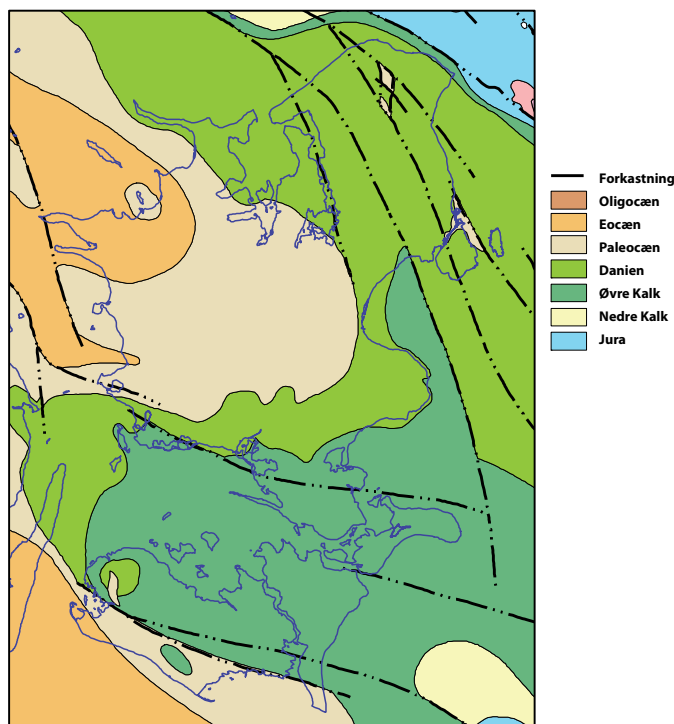 Forkastning
Oligocæn
Eocæn
Paleocæn
Danien
Øvre Kalk
Nedre Kalk
Jura